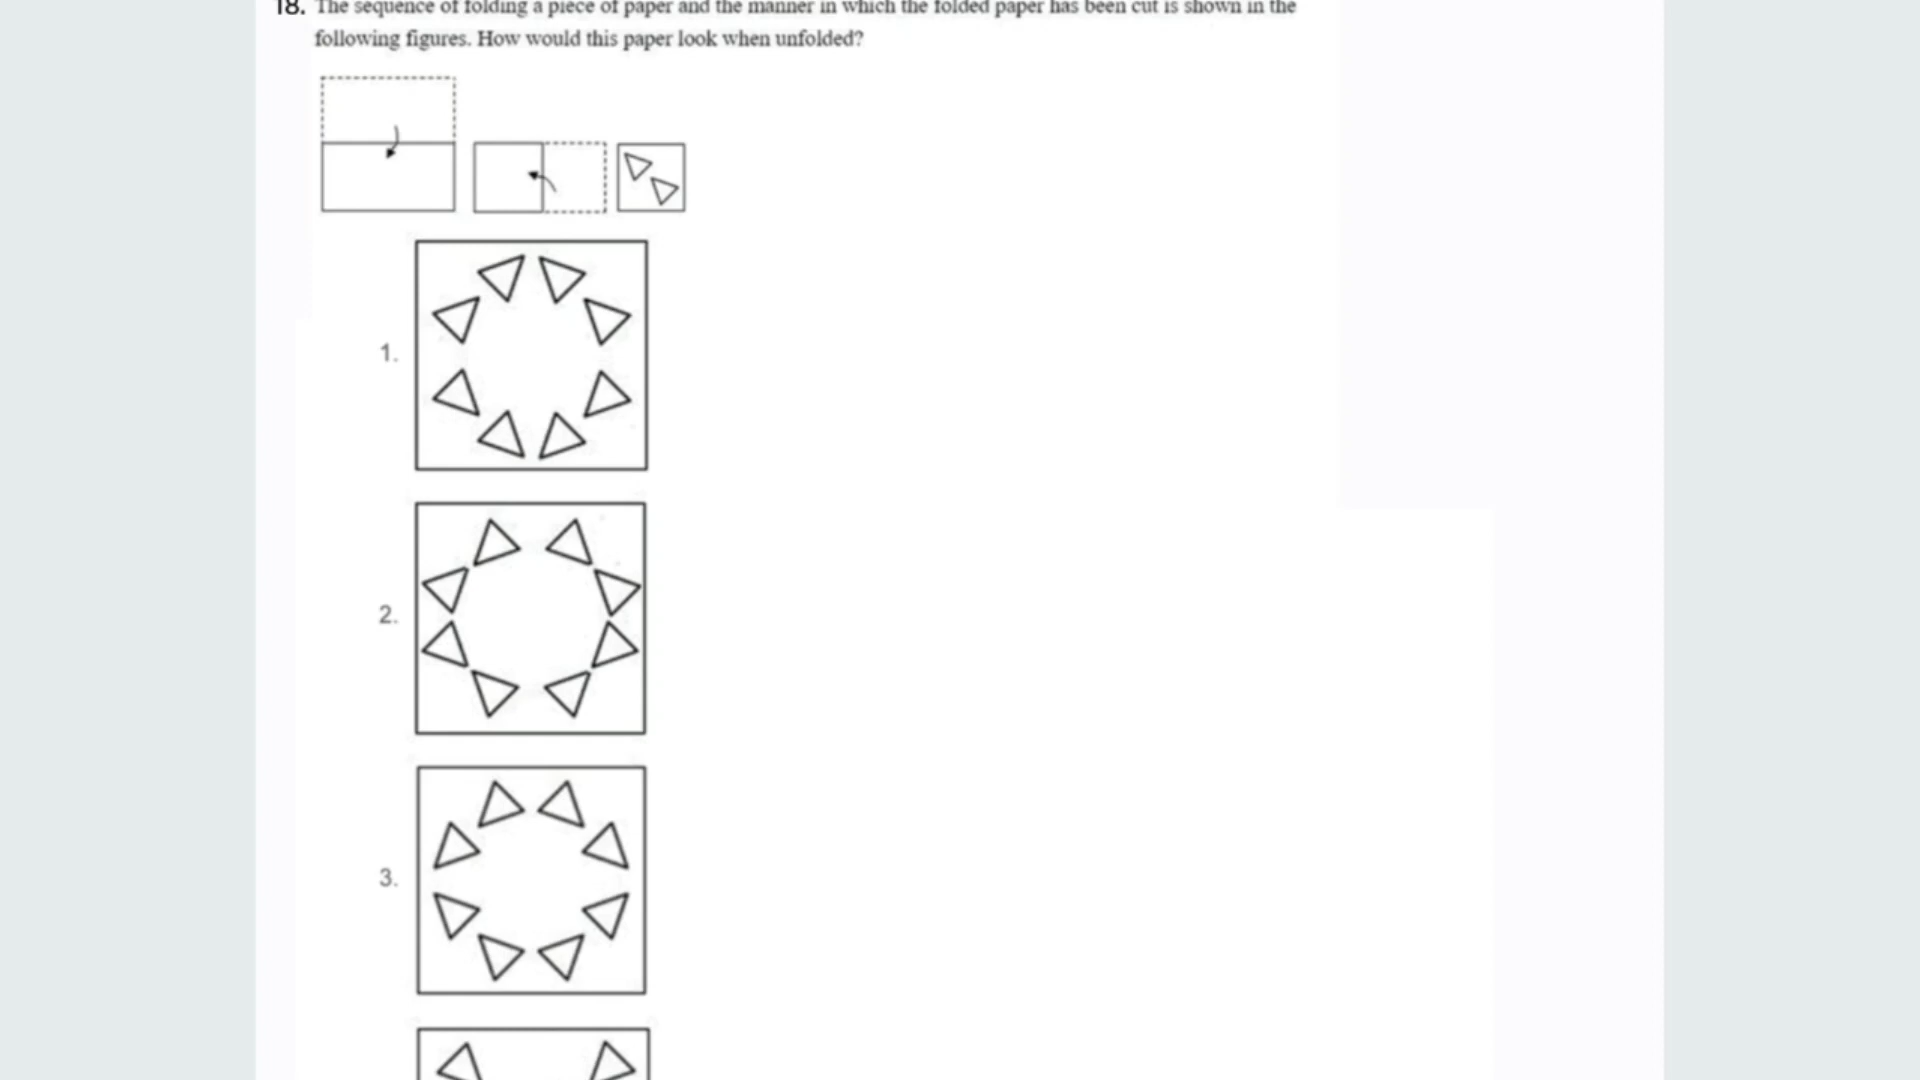 18. The sequence of folding a piece of paper and the manner in which the folded paper has been cut is shown in the
following figures. How would this paper look when unfolded?
1.
2.
3.